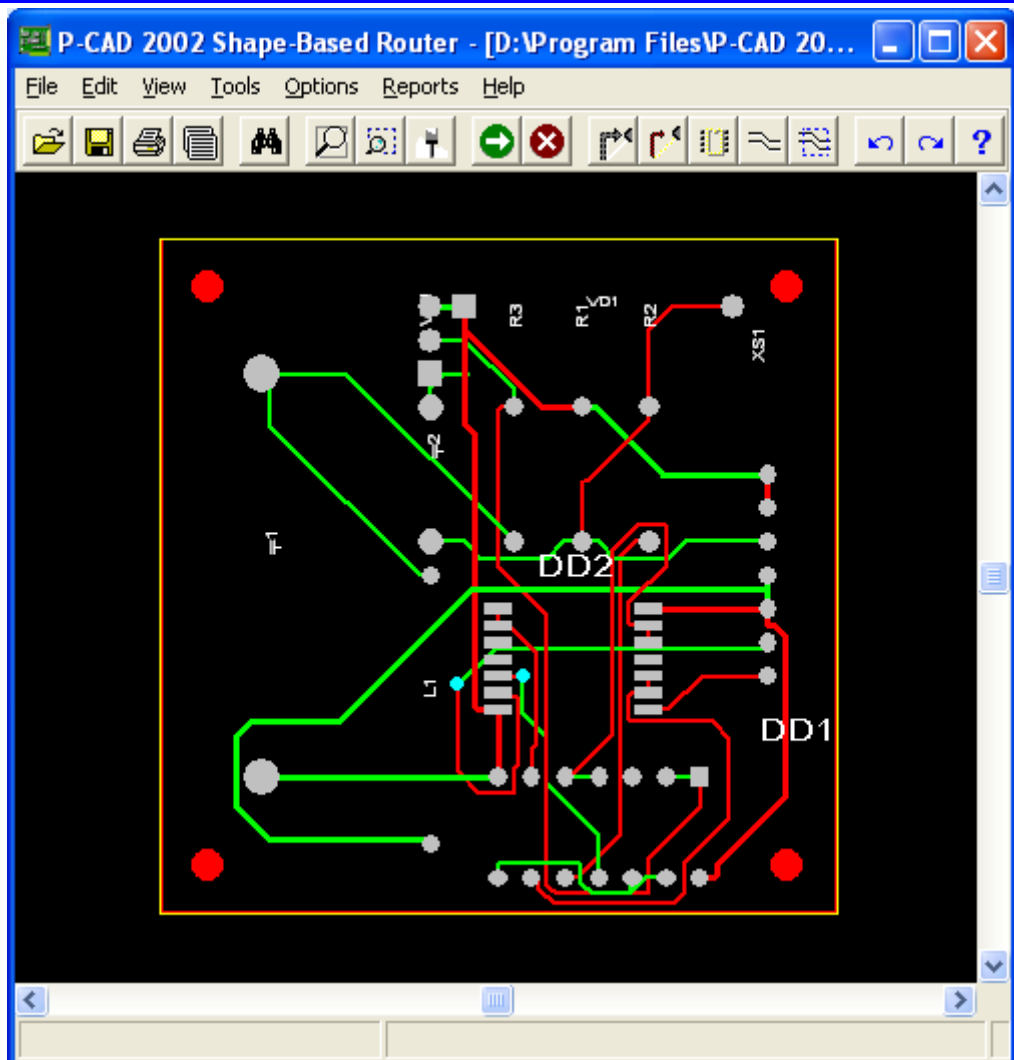 P-CAD 2002 Shape-Based Router - [D:\Program Files\P-CAD 20...
File Edit View Tools Options Reports Help
?
R3
R1
VD1
R2
XS1
DD2
L1
DD1